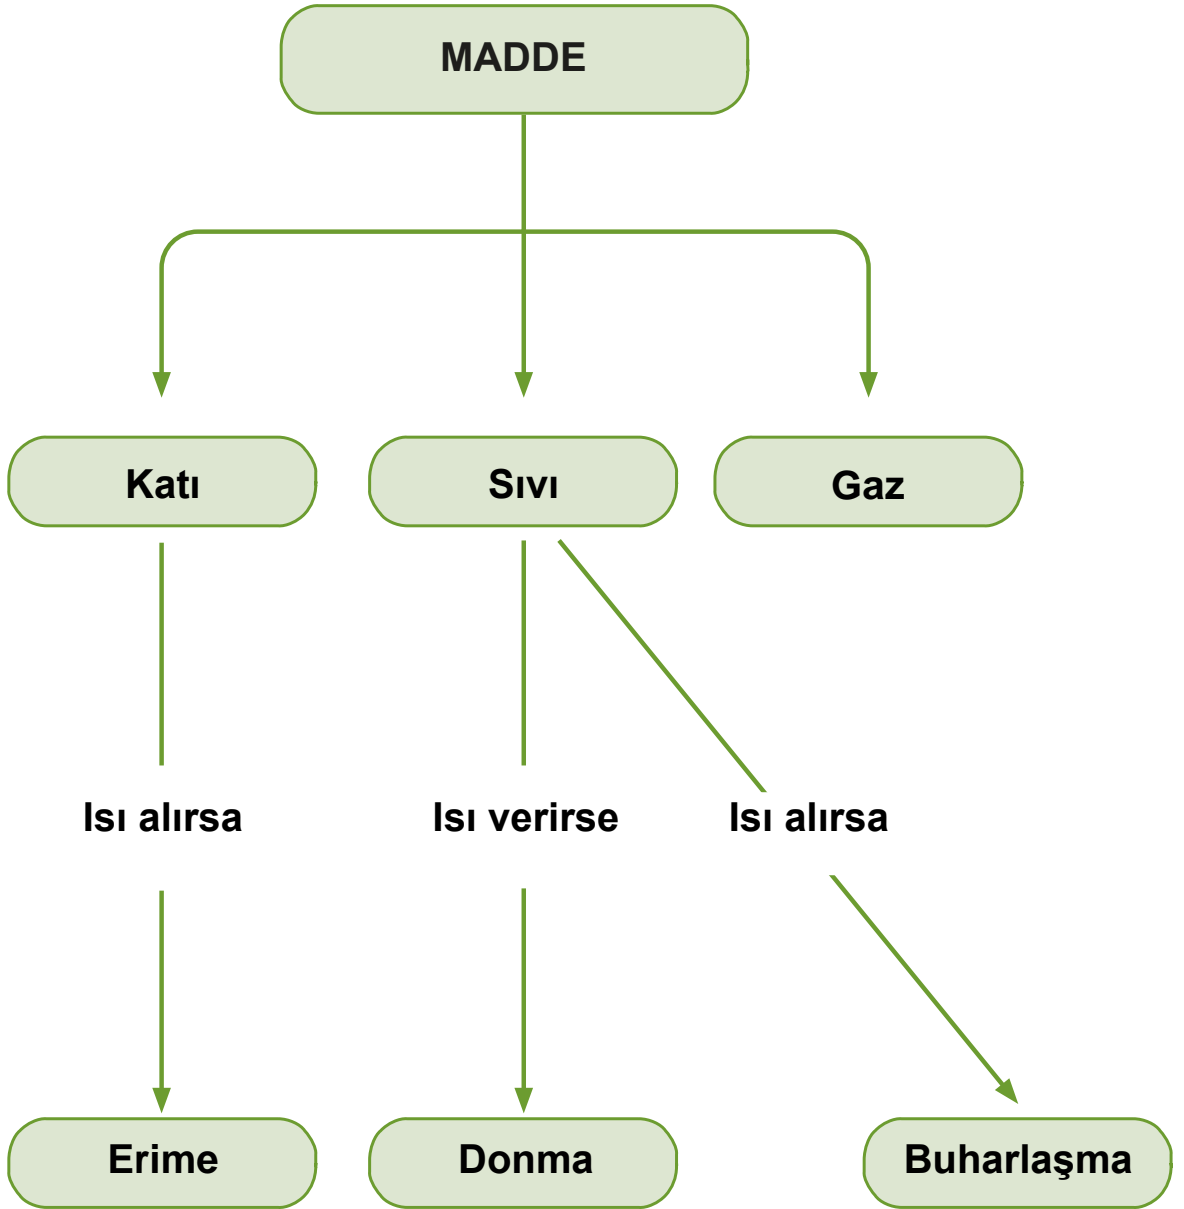 MADDE
Katı
Sıvı
Gaz
Isı alırsa
Isı verirse
Isı alırsa
Erime
Donma
Buharlaşma